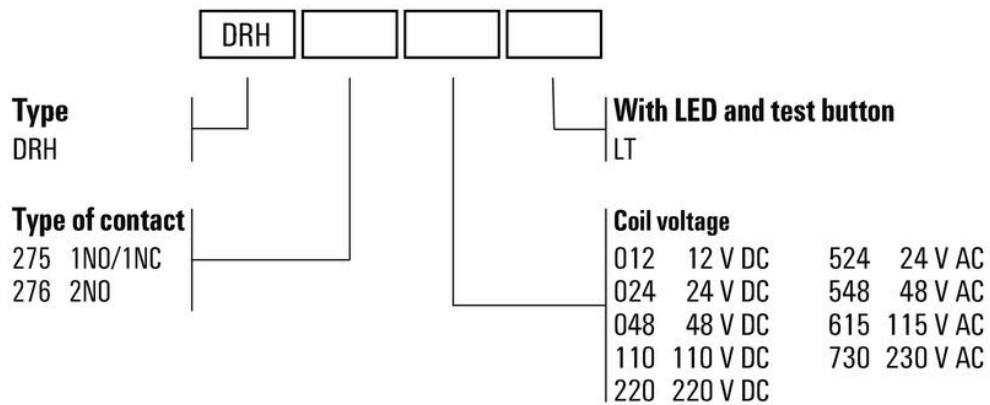 DRH
Type
DRH
With LED and test button
LT
Type of contact
275 1NO/1NC
276 2NO
Coil voltage
012 12 V DC 524 24 V AC
024 24 V DC 548 48 V AC
048 48 V DC 615 115 V AC
110 110 V DC 730 230 V AC
220 220 V DC